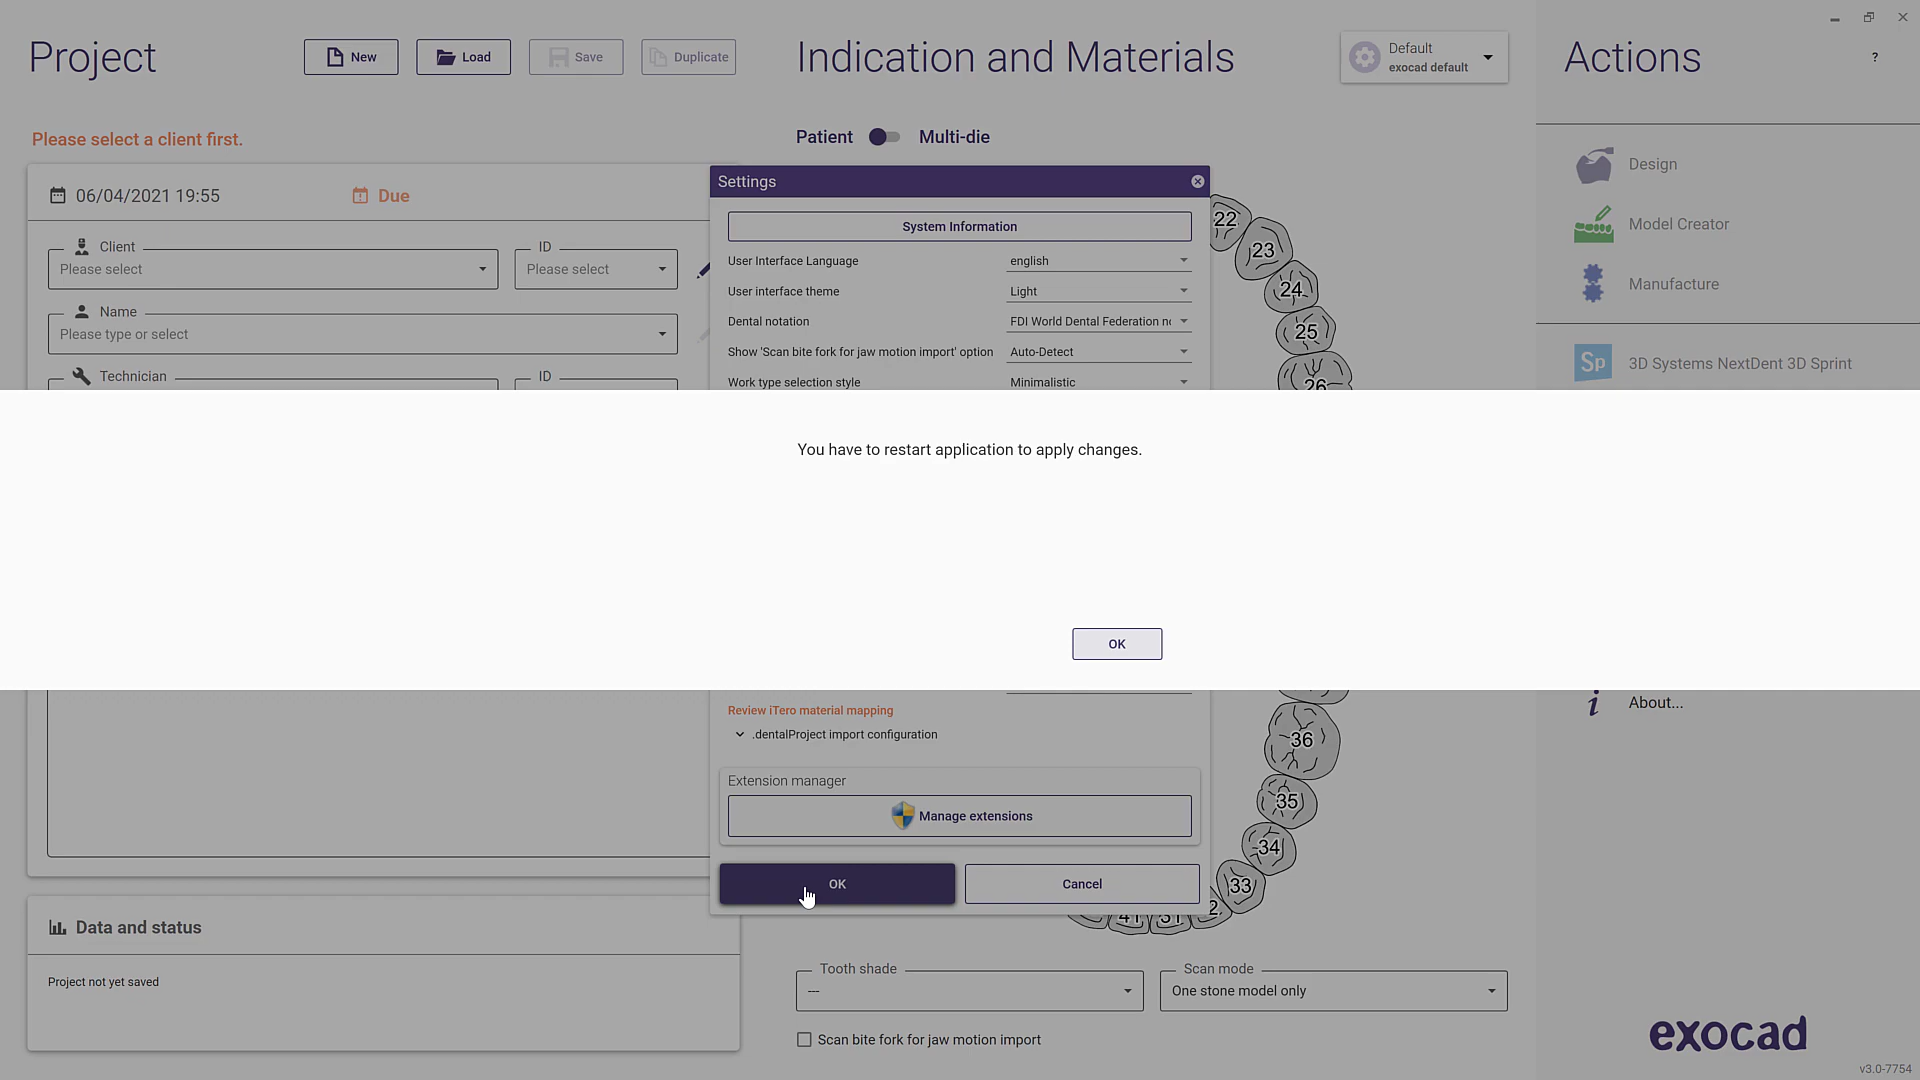 Project
New
Load
Save
Duplicate
Indication and Materials
Default
exocad default
Actions
?
Please select a client first.
Patient
Multi-die
06/04/2021 19:55
Due
Client
Please select
ID
Please select
Name
Please type or select
Technician
ID
Settings
System Information
User Interface Language
english
User interface theme
Light
Dental notation
FDI World Dental Federation
Show 'Scan bite fork for jaw motion import' option
Auto-Detect
Work type selection style
Minimalistic
22
23
24
25
26
Design
Model Creator
Manufacture
Sp
3D Systems NextDent 3D Sprint
You have to restart application to apply changes.
OK
Review iTero material mapping
.dentalProject import configuration
Extension manager
Manage extensions
OK
Cancel
36
35
34
33
2
31
41
i
About...
Data and status
Project not yet saved
Tooth shade
---
Scan mode
One stone model only
Scan bite fork for jaw motion import
exocad
v3.0-7754